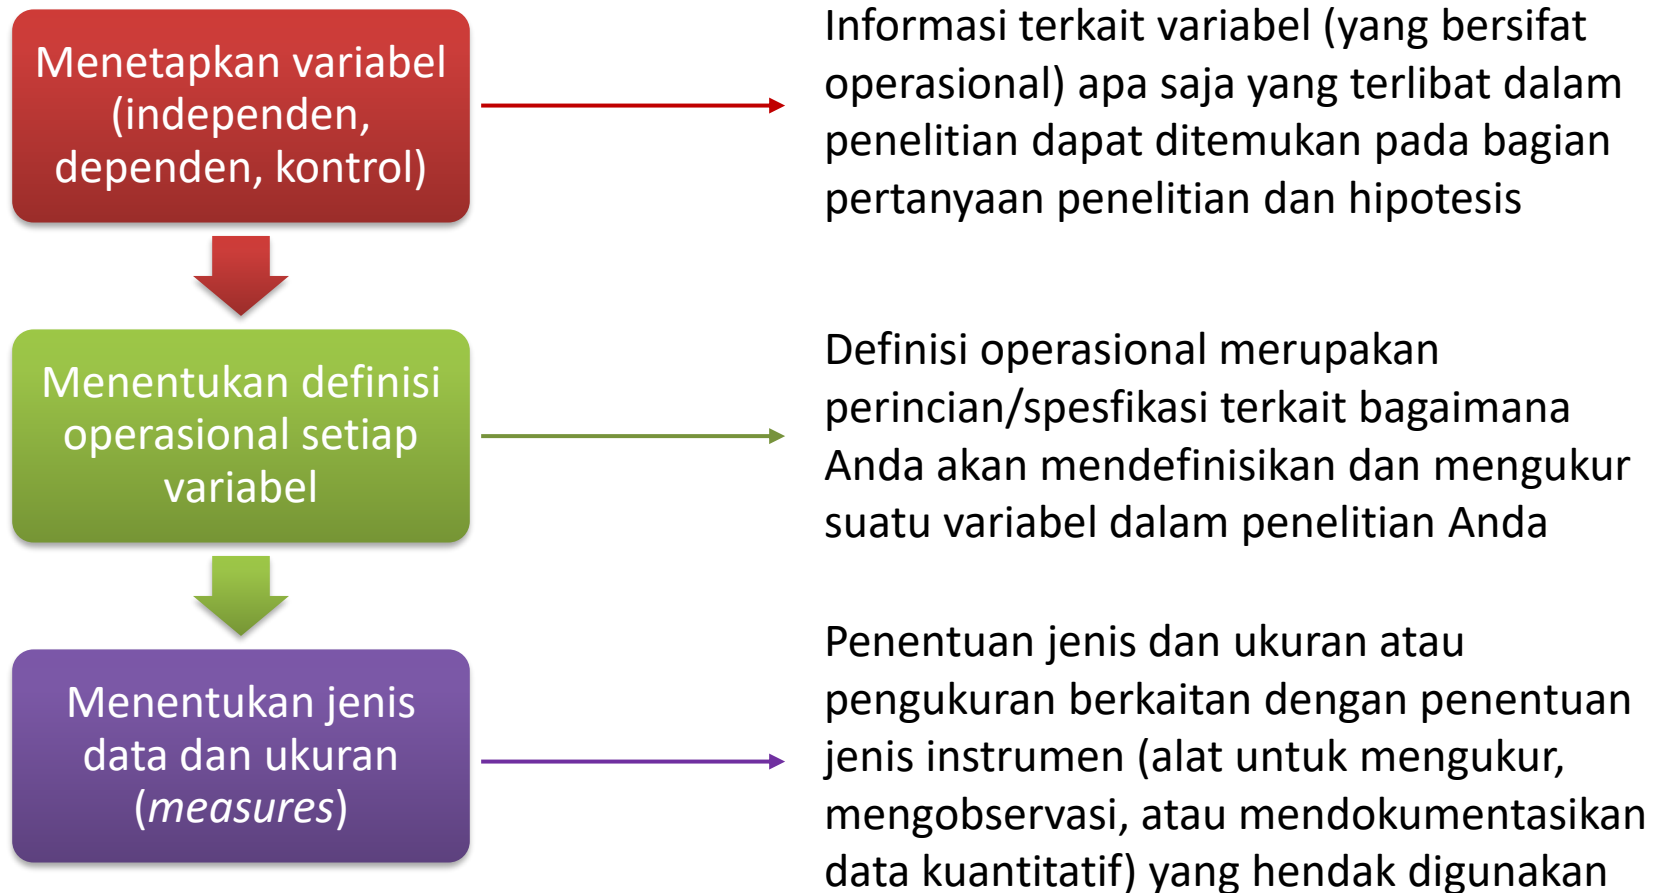 Menetapkan variabel
(independen,
dependen, kontrol)
Informasi terkait variabel (yang bersifat
operasional) apa saja yang terlibat dalam
penelitian dapat ditemukan pada bagian
pertanyaan penelitian dan hipotesis
Menentukan definisi
operasional setiap
variabel
Definisi operasional merupakan
perincian/spesfikasi terkait bagaimana
Anda akan mendefinisikan dan mengukur
suatu variabel dalam penelitian Anda
Menentukan jenis
data dan ukuran
(measures)
Penentuan jenis dan ukuran atau
pengukuran berkaitan dengan penentuan
jenis instrumen (alat untuk mengukur,
mengobservasi, atau mendokumentasikan
data kuantitatif) yang hendak digunakan